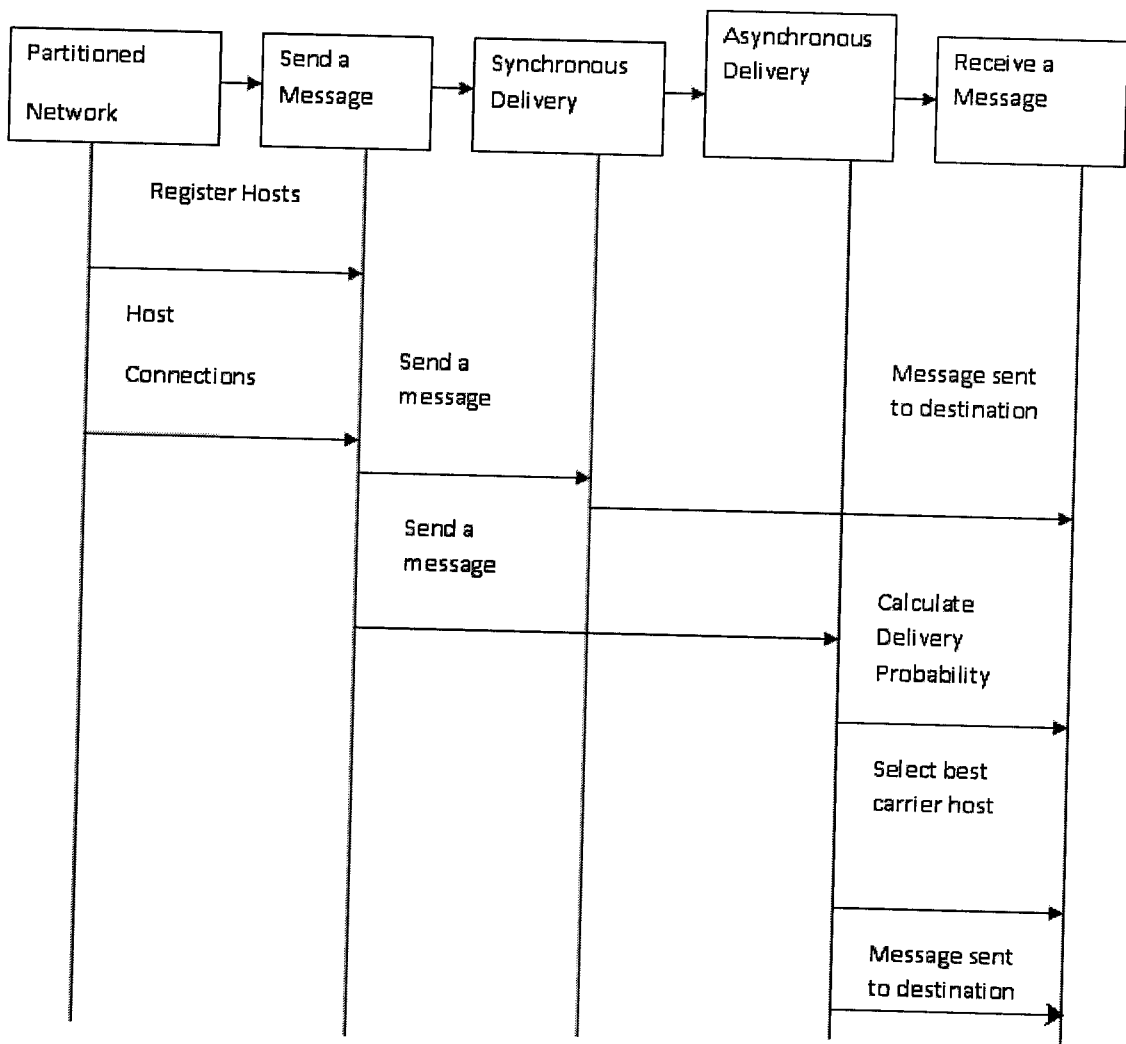 Partitioned
Network
Send a
Message
Synchronous
Delivery
Asynchronous
Delivery
Receive a
Message
Register Hosts
Host
Connections
Send a
message
Message sent
to destination
Send a
message
Calculate
Delivery
Probability
Select best
carrier host
Message sent
to destination